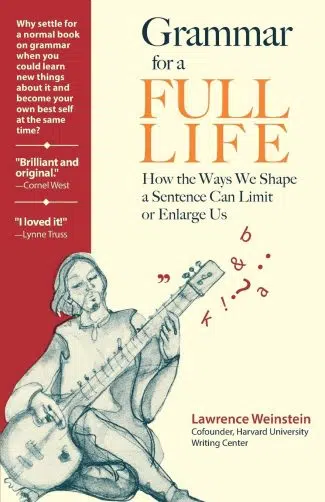 Why settle for
a normal book
on grammar
when you
could learn
new things
about it and
become your
own best self
at the same
time?
"Brilliant and
original."
—Cornel West
"I loved it!"
—Lynne Truss
Grammar
for a
FULL
LIFE
How the Ways We Shape
a Sentence Can Limit
or Enlarge Us
b
&
”
k ! . ? a
Lawrence Weinstein
Cofounder, Harvard University
Writing Center